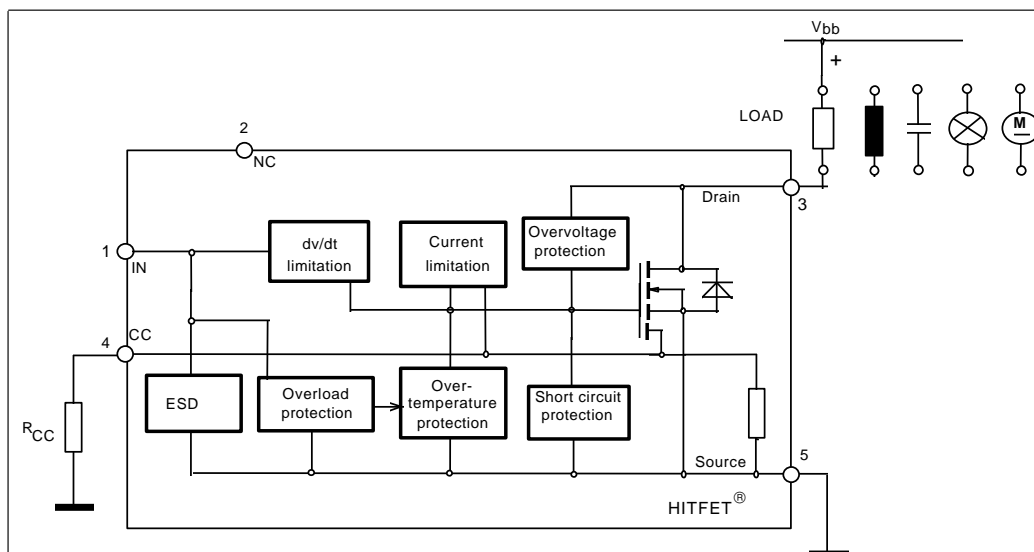 Vbb
+
LOAD
M
2
NC
Drain
3
1
IN
dv/dt
limitation
Current
limitation
Overvoltage
protection
4
CC
ESD
Overload
protection
Over-
temperature
protection
Short circuit
protection
RCC
Source
5
HITFET®